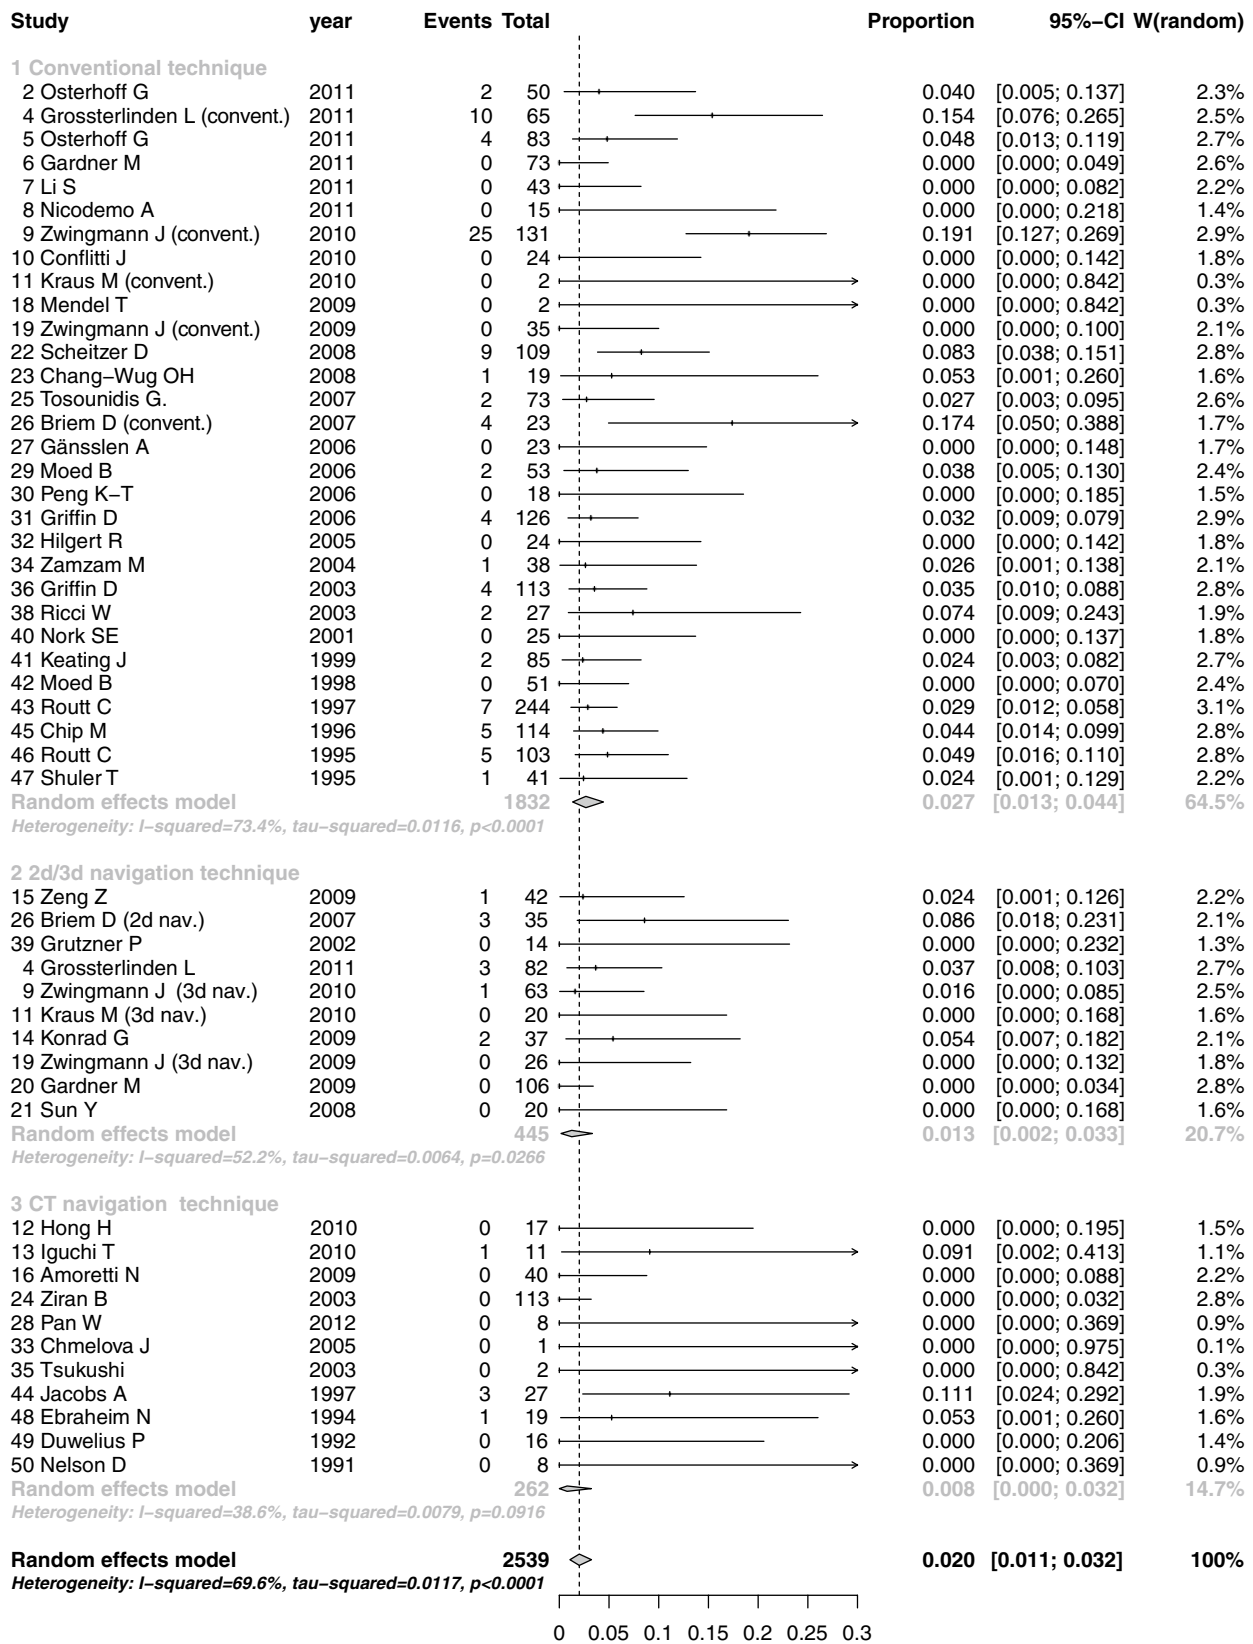 Study year Events Total Proportion 95%−CI W(random)
1 Conventional technique
2 Osterhoff G 2011 2 50 0.040 [0.005; 0.137] 2.3%
4 Grossterlinden L (convent.) 2011 10 65 0.154 [0.076; 0.265] 2.5%
5 Osterhoff G 2011 4 83 0.048 [0.013; 0.119] 2.7%
6 Gardner M 2011 0 73 0.000 [0.000; 0.049] 2.6%
7 Li S 2011 0 43 0.000 [0.000; 0.082] 2.2%
8 Nicodemo A 2011 0 15 0.000 [0.000; 0.218] 1.4%
9 Zwingmann J (convent.) 2010 25 131 0.191 [0.127; 0.269] 2.9%
10 Conflitti J 2010 0 24 0.000 [0.000; 0.142] 1.8%
11 Kraus M (convent.) 2010 0 2 0.000 [0.000; 0.842] 0.3%
18 Mendel T 2009 0 2 0.000 [0.000; 0.842] 0.3%
19 Zwingmann J (convent.) 2009 0 35 0.000 [0.000; 0.100] 2.1%
22 Scheitzer D 2008 9 109 0.083 [0.038; 0.151] 2.8%
23 Chang−Wug OH 2008 1 19 0.053 [0.001; 0.260] 1.6%
25 Tosounidis G. 2007 2 73 0.027 [0.003; 0.095] 2.6%
26 Briem D (convent.) 2007 4 23 0.174 [0.050; 0.388] 1.7%
27 Gänsslen A 2006 0 23 0.000 [0.000; 0.148] 1.7%
29 Moed B 2006 2 53 0.038 [0.005; 0.130] 2.4%
30 Peng K−T 2006 0 18 0.000 [0.000; 0.185] 1.5%
31 Griffin D 2006 4 126 0.032 [0.009; 0.079] 2.9%
32 Hilgert R 2005 0 24 0.000 [0.000; 0.142] 1.8%
34 Zamzam M 2004 1 38 0.026 [0.001; 0.138] 2.1%
36 Griffin D 2003 4 113 0.035 [0.010; 0.088] 2.8%
38 Ricci W 2003 2 27 0.074 [0.009; 0.243] 1.9%
40 Nork SE 2001 0 25 0.000 [0.000; 0.137] 1.8%
41 Keating J 1999 2 85 0.024 [0.003; 0.082] 2.7%
42 Moed B 1998 0 51 0.000 [0.000; 0.070] 2.4%
43 Routt C 1997 7 244 0.029 [0.012; 0.058] 3.1%
45 Chip M 1996 5 114 0.044 [0.014; 0.099] 2.8%
46 Routt C 1995 5 103 0.049 [0.016; 0.110] 2.8%
47 Shuler T 1995 1 41 0.024 [0.001; 0.129] 2.2%
Random effects model 1832 0.027 [0.013; 0.044] 64.5%
Heterogeneity: I−squared=73.4%, tau−squared=0.0116, p<0.0001
2 2d/3d navigation technique
15 Zeng Z 2009 1 42 0.024 [0.001; 0.126] 2.2%
26 Briem D (2d nav.) 2007 3 35 0.086 [0.018; 0.231] 2.1%
39 Grutzner P 2002 0 14 0.000 [0.000; 0.232] 1.3%
4 Grossterlinden L 2011 3 82 0.037 [0.008; 0.103] 2.7%
9 Zwingmann J (3d nav.) 2010 1 63 0.016 [0.000; 0.085] 2.5%
11 Kraus M (3d nav.) 2010 0 20 0.000 [0.000; 0.168] 1.6%
14 Konrad G 2009 2 37 0.054 [0.007; 0.182] 2.1%
19 Zwingmann J (3d nav.) 2009 0 26 0.000 [0.000; 0.132] 1.8%
20 Gardner M 2009 0 106 0.000 [0.000; 0.034] 2.8%
21 Sun Y 2008 0 20 0.000 [0.000; 0.168] 1.6%
Random effects model 445 0.013 [0.002; 0.033] 20.7%
Heterogeneity: I−squared=52.2%, tau−squared=0.0064, p=0.0266
3 CT navigation technique
12 Hong H 2010 0 17 0.000 [0.000; 0.195] 1.5%
13 Iguchi T 2010 1 11 0.091 [0.002; 0.413] 1.1%
16 Amoretti N 2009 0 40 0.000 [0.000; 0.088] 2.2%
24 Ziran B 2003 0 113 0.000 [0.000; 0.032] 2.8%
28 Pan W 2012 0 8 0.000 [0.000; 0.369] 0.9%
33 Chmelova J 2005 0 1 0.000 [0.000; 0.975] 0.1%
35 Tsukushi 2003 0 2 0.000 [0.000; 0.842] 0.3%
44 Jacobs A 1997 3 27 0.111 [0.024; 0.292] 1.9%
48 Ebraheim N 1994 1 19 0.053 [0.001; 0.260] 1.6%
49 Duwelius P 1992 0 16 0.000 [0.000; 0.206] 1.4%
50 Nelson D 1991 0 8 0.000 [0.000; 0.369] 0.9%
Random effects model 262 0.008 [0.000; 0.032] 14.7%
Heterogeneity: I−squared=38.6%, tau−squared=0.0079, p=0.0916
Random effects model 2539 0.020 [0.011; 0.032] 100%
Heterogeneity: I−squared=69.6%, tau−squared=0.0117, p<0.0001
0 0.05 0.1 0.15 0.2 0.25 0.3